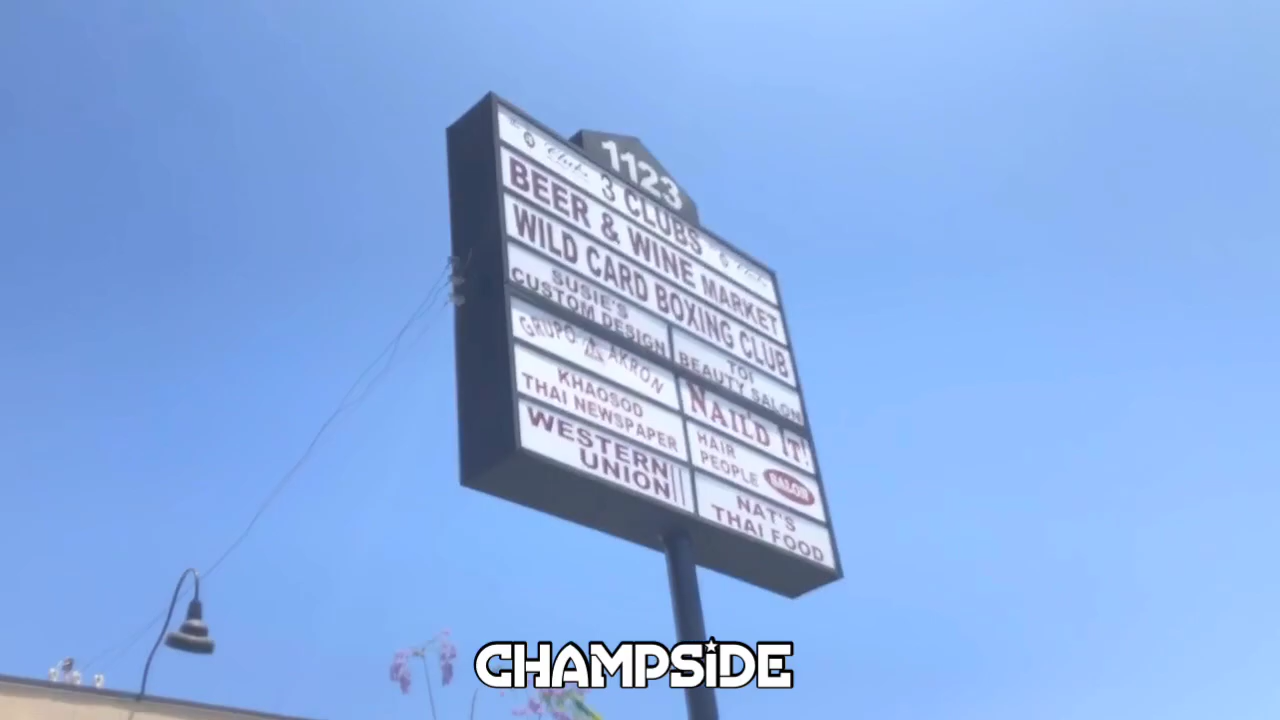 1123
3 CLUBS
BEER & WINE MARKET
WILD CARD BOXING CLUB
SUSIE'S
CUSTOM DESIGN
TOI
BEAUTY SALON
GRUPO AKRON
NAIL'D IT!
KHAOSOD
THAI NEWSPAPER
HAIR
PEOPLE
SALON
WESTERN
UNION
NAT'S
THAI FOOD
CHAMPSIDE